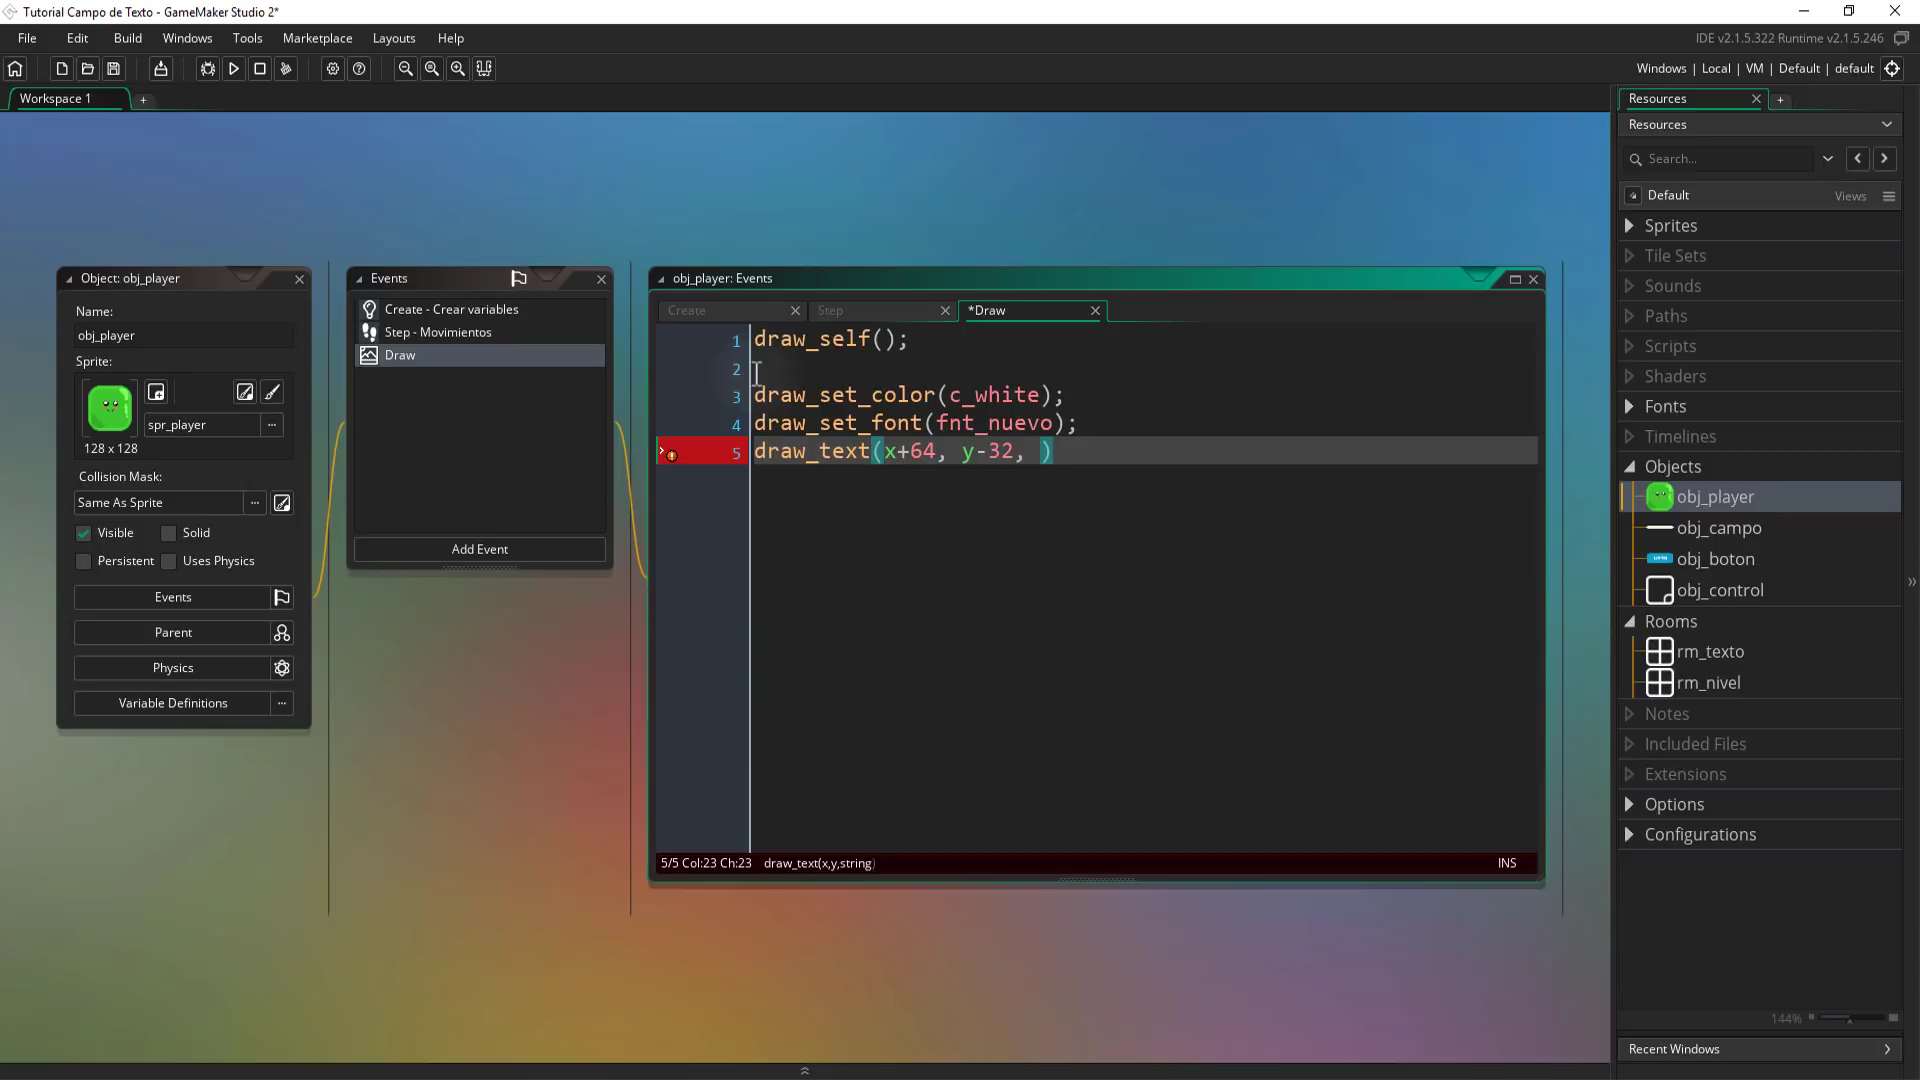 Tutorial Campo de Texto - GameMaker Studio 2*
File Edit Build Windows Tools Marketplace Layouts Help
IDE v2.1.5.322 Runtime v2.1.5.246
Windows | Local | VM | Default | default
Workspace 1
Resources
Resources
Search...
Default
Views
Sprites
Tile Sets
Sounds
Paths
Scripts
Shaders
Fonts
Timelines
Objects
obj_player
obj_campo
obj_boton
obj_control
Rooms
rm_texto
rm_nivel
Notes
Included Files
Extensions
Options
Configurations
144%
Recent Windows
Object: obj_player
Name:
obj_player
Sprite:
spr_player
128 x 128
Collision Mask:
Same As Sprite
Visible
Solid
Persistent
Uses Physics
Events
Parent
Physics
Variable Definitions
Events
Create - Crear variables
Step - Movimientos
Draw
Add Event
obj_player: Events
Create
Step
*Draw
1 draw_self();
2
3 draw_set_color(c_white);
4 draw_set_font(fnt_nuevo);
5 draw_text(x+64, y-32, )
5/5 Col:23 Ch:23 draw_text(x,y,string)
INS